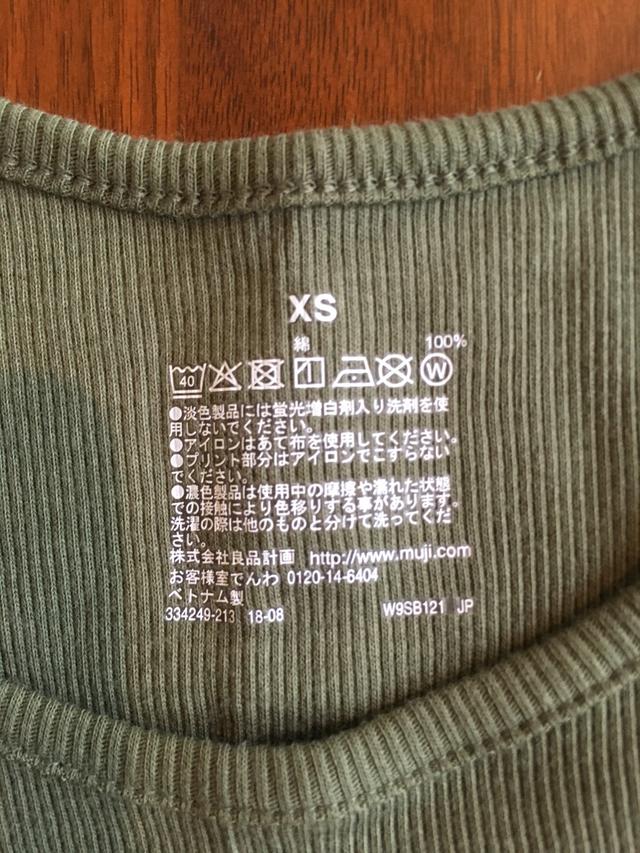 XS
綿 100%
40 W
●淡色製品には蛍光増白剤入り洗剤を使
用しないでください。
●アイロンはあて布を使用してください。
●プリント部分はアイロンでこすらない
でください。
●濃色製品は使用中の摩擦や濡れた状態
での接触により色移りする事があります。
洗濯の際は他のものと分けて洗ってくだ
さい。
株式会社良品計画 http://www.muji.com
お客様室でんわ 0120-14-6404
ベトナム製
334249-213 18-08 W9SB121 JP